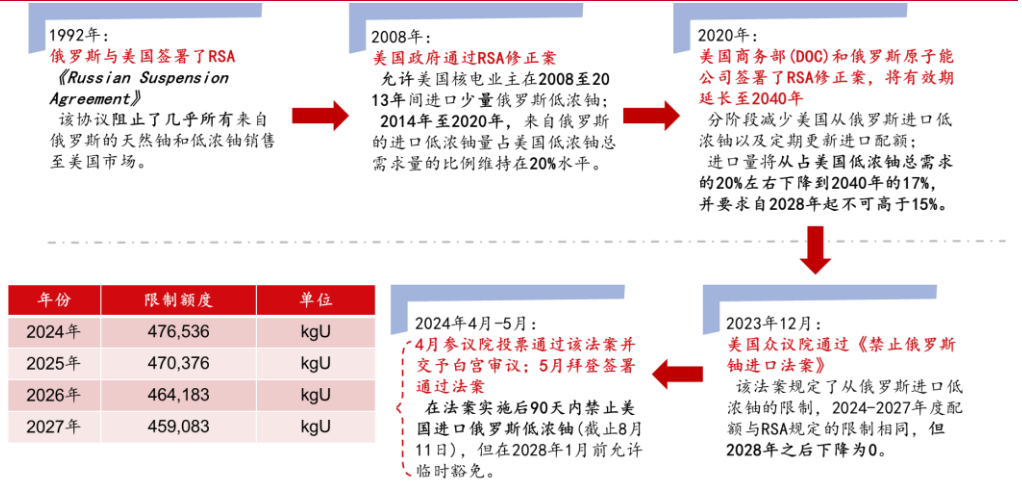 1992年:
俄罗斯与美国签署了RSA
《Russian Suspension
Agreement》
该协议阻止了几乎所有来自
俄罗斯的天然铀和低浓铀销售
至美国市场。
2008年:
美国政府通过RSA修正案
允许美国核电业主在2008至20
13年间进口少量俄罗斯低浓铀;
2014年至2020年, 来自俄罗斯
的进口低浓铀量占美国低浓铀总
需求量的比例维持在20%水平。
2020年:
美国商务部(DOC)和俄罗斯原子能
公司签署了RSA修正案, 将有效期
延长至2040年
分阶段减少美国从俄罗斯进口低
浓铀以及定期更新进口配额;
进口量将从占美国低浓铀总需求
的20%左右下降到2040年的17%,
并要求自2028年起不可高于15%。
2023年12月:
美国众议院通过《禁止俄罗斯
铀进口法案》
该法案规定了从俄罗斯进口低
浓铀的限制, 2024-2027年度配
额与RSA规定的限制相同, 但
2028年之后下降为0。
2024年4月-5月:
4月参议院投票通过该法案并
交予白宫审议; 5月拜登签署
通过法案
在法案实施后90天内禁止美
国进口俄罗斯低浓铀(截止8月
11日), 但在2028年1月前允许
临时豁免。
年份 限制额度 单位
2024年 476,536 kgU
2025年 470,376 kgU
2026年 464,183 kgU
2027年 459,083 kgU